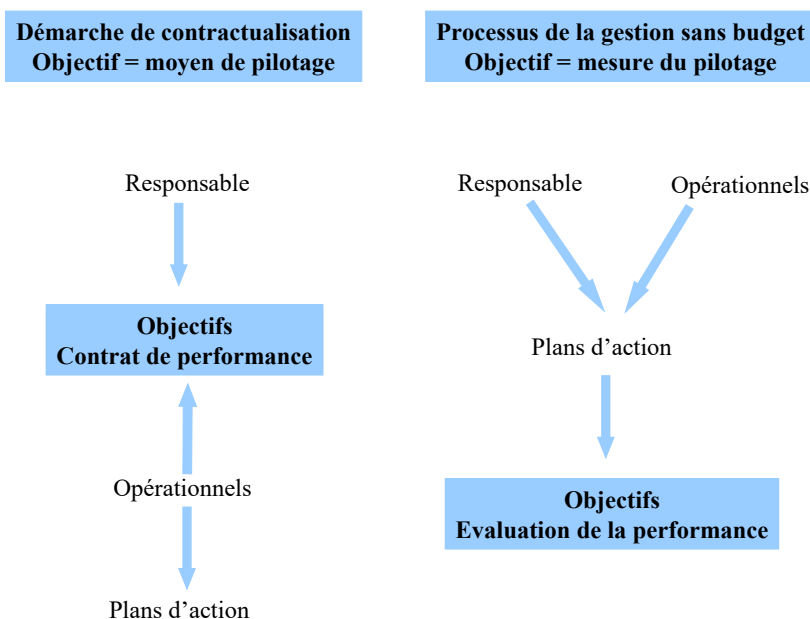 Démarche de contractualisation
Objectif = moyen de pilotage
Responsable
Objectifs
Contrat de performance
Opérationnels
Plans d’action
Processus de la gestion sans budget
Objectif = mesure du pilotage
Responsable
Opérationnels
Plans d’action
Objectifs
Evaluation de la performance